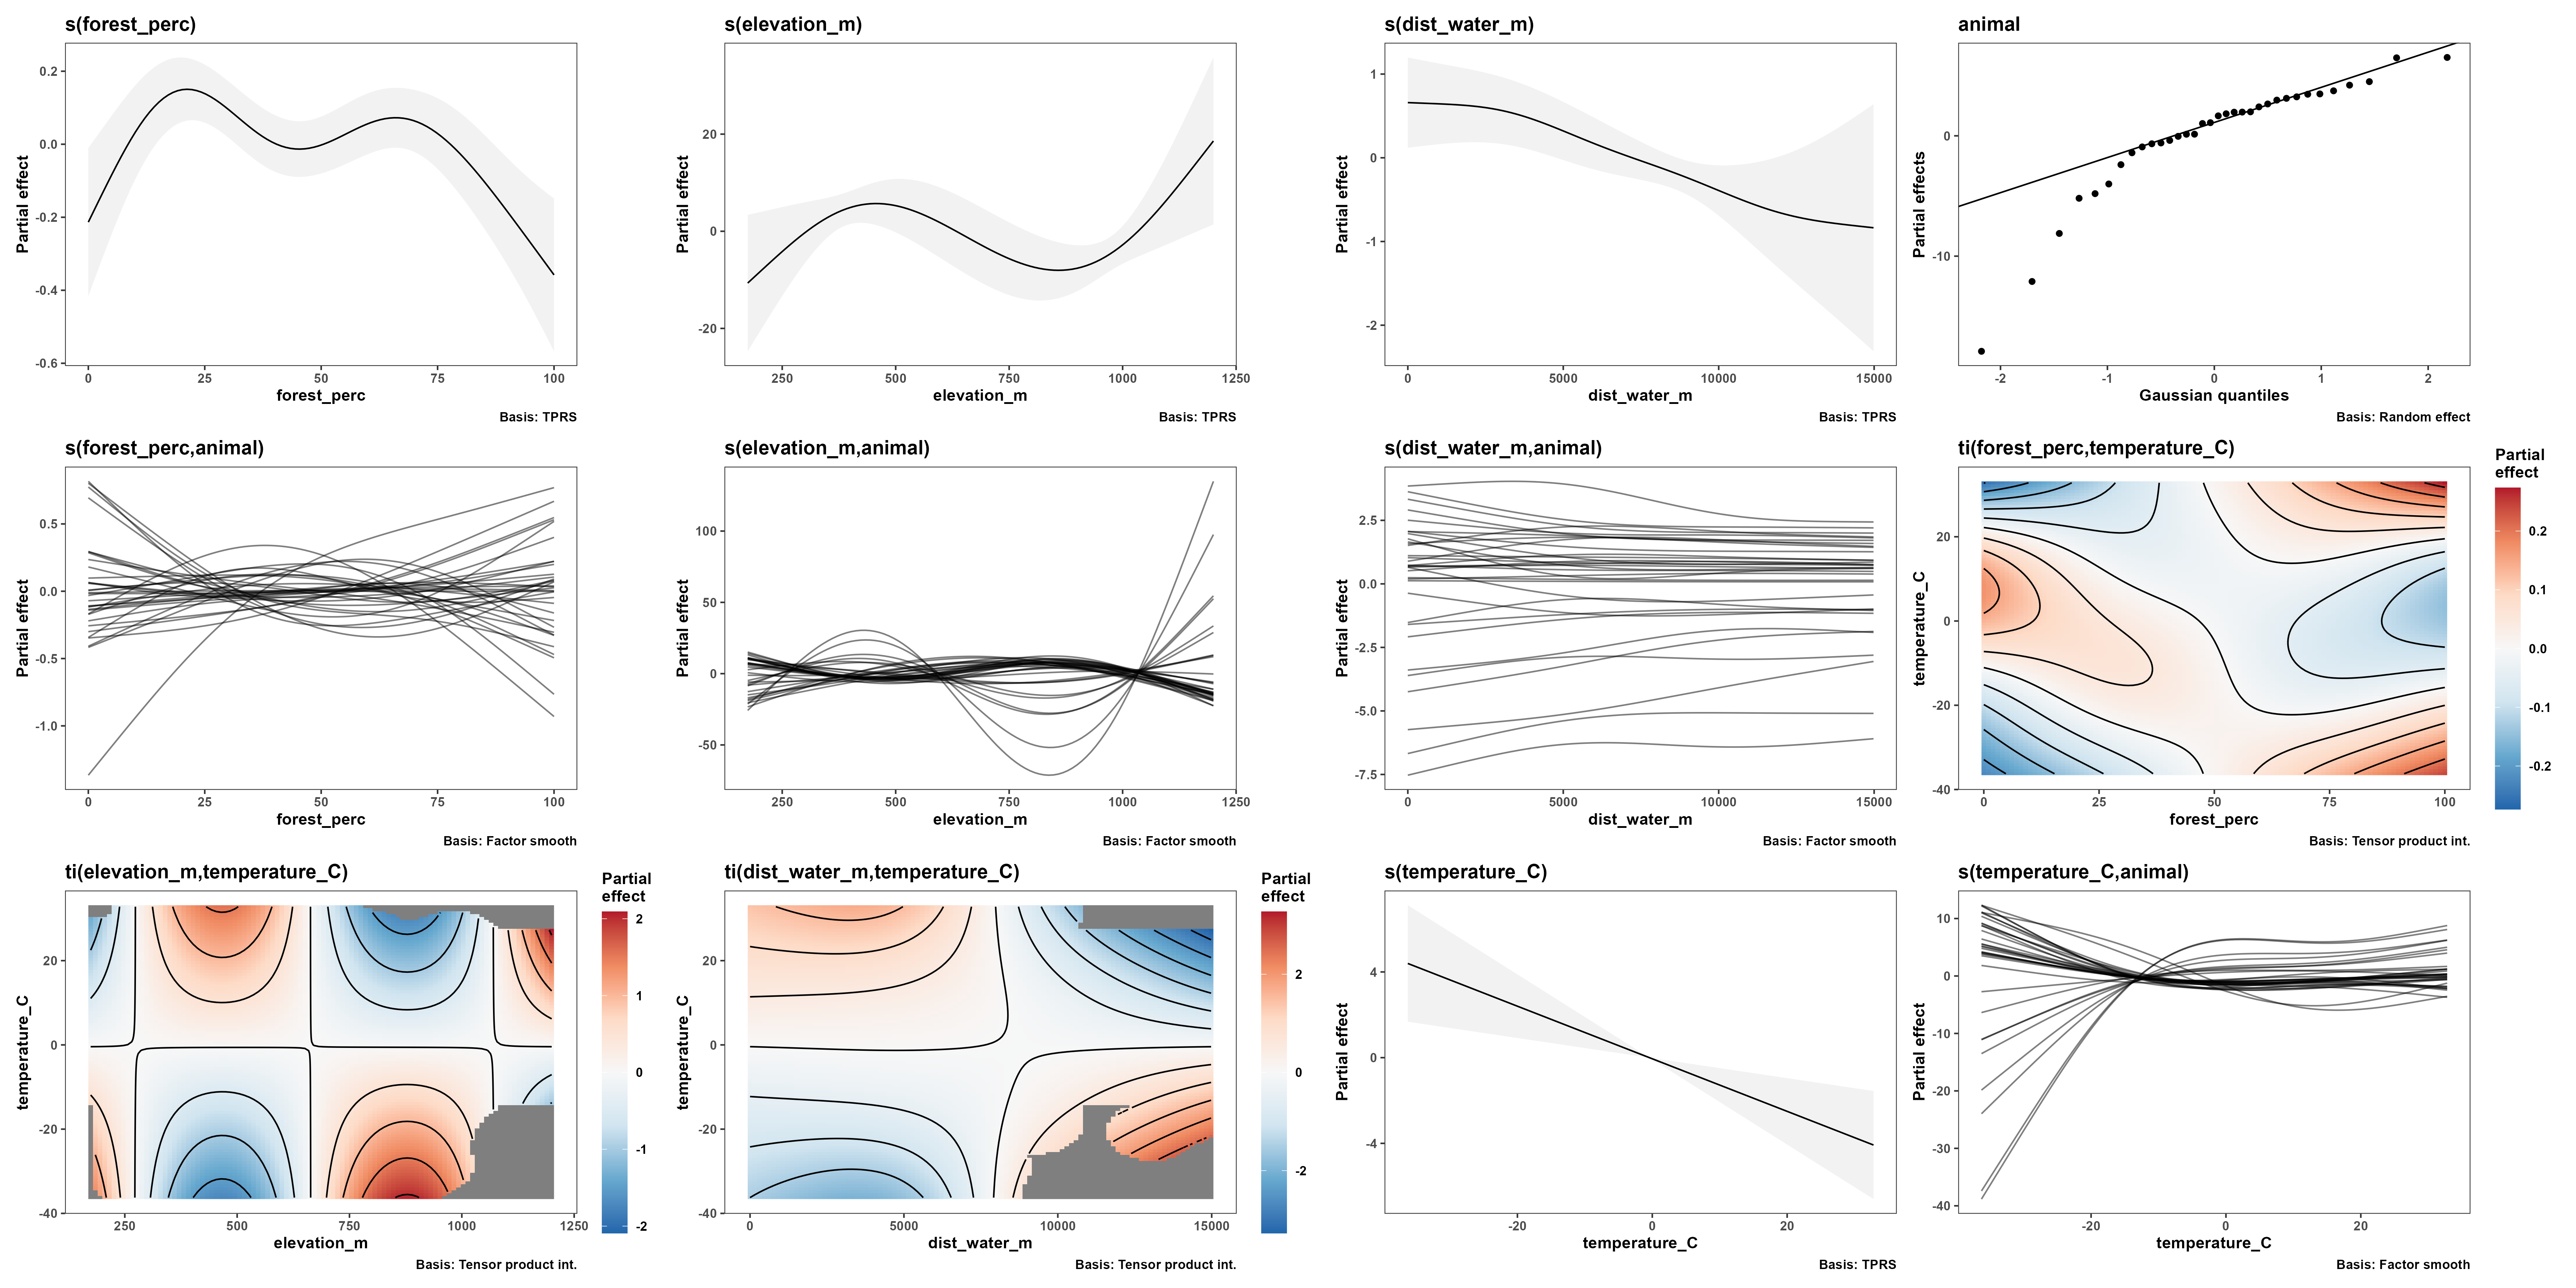 s(forest_perc)
Partial effect
0.2
0.0
-0.2
-0.4
-0.6
0 25 50 75 100
forest_perc
Basis: TPRS
s(elevation_m)
Partial effect
20
0
-20
250 500 750 1000 1250
elevation_m
Basis: TPRS
s(dist_water_m)
Partial effect
1
0
-1
-2
0 5000 10000 15000
dist_water_m
Basis: TPRS
animal
Partial effects
0
-10
-2 -1 0 1 2
Gaussian quantiles
Basis: Random effect
s(forest_perc,animal)
Partial effect
0.5
0.0
-0.5
-1.0
0 25 50 75 100
forest_perc
Basis: Factor smooth
s(elevation_m,animal)
Partial effect
100
50
0
-50
250 500 750 1000 1250
elevation_m
Basis: Factor smooth
s(dist_water_m,animal)
Partial effect
2.5
0.0
-2.5
-5.0
-7.5
0 5000 10000 15000
dist_water_m
Basis: Factor smooth
ti(forest_perc,temperature_C)
temperature_C
20
0
-20
-40
0 25 50 75 100
forest_perc
Basis: Tensor product int.
Partial
effect
0.2
0.1
0.0
-0.1
-0.2
ti(elevation_m,temperature_C)
temperature_C
20
0
-20
-40
250 500 750 1000 1250
elevation_m
Basis: Tensor product int.
Partial
effect
2
1
0
-1
-2
ti(dist_water_m,temperature_C)
temperature_C
20
0
-20
-40
0 5000 10000 15000
dist_water_m
Basis: Tensor product int.
Partial
effect
2
0
-2
s(temperature_C)
Partial effect
4
0
-4
-20 0 20
temperature_C
Basis: TPRS
s(temperature_C,animal)
Partial effect
10
0
-10
-20
-30
-40
-20 0 20
temperature_C
Basis: Factor smooth